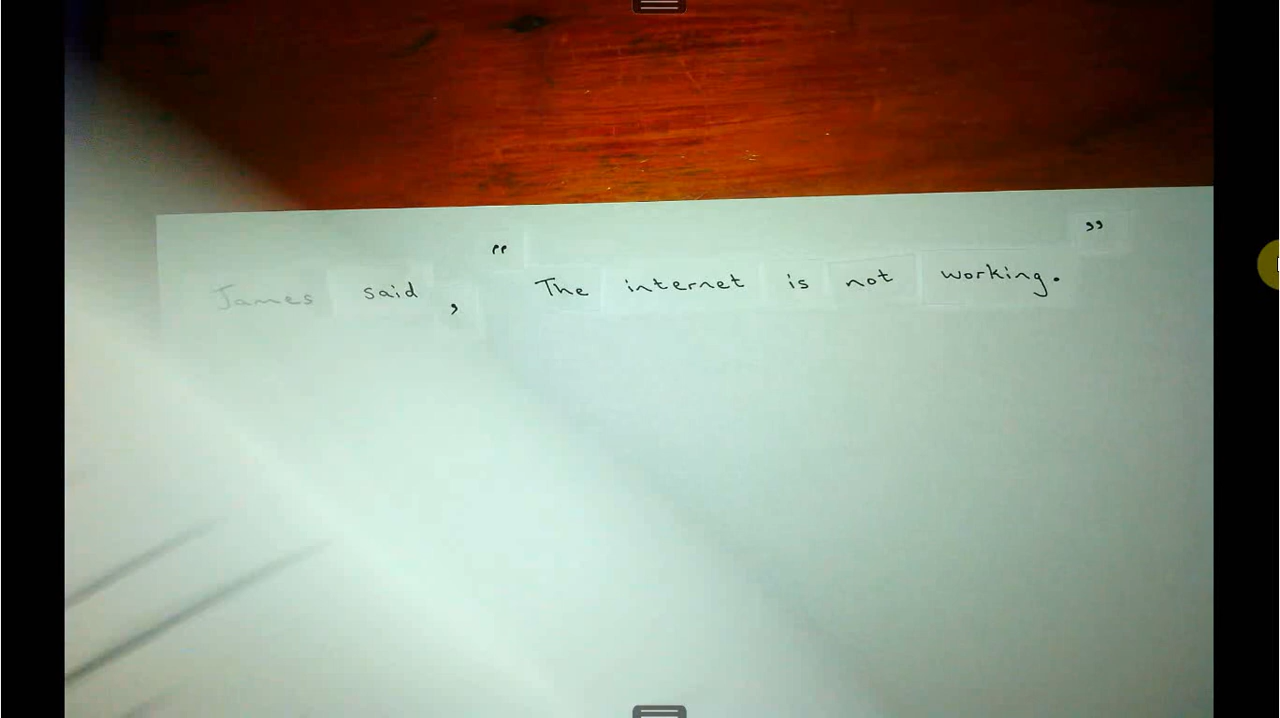 James said, “The internet is not working.”